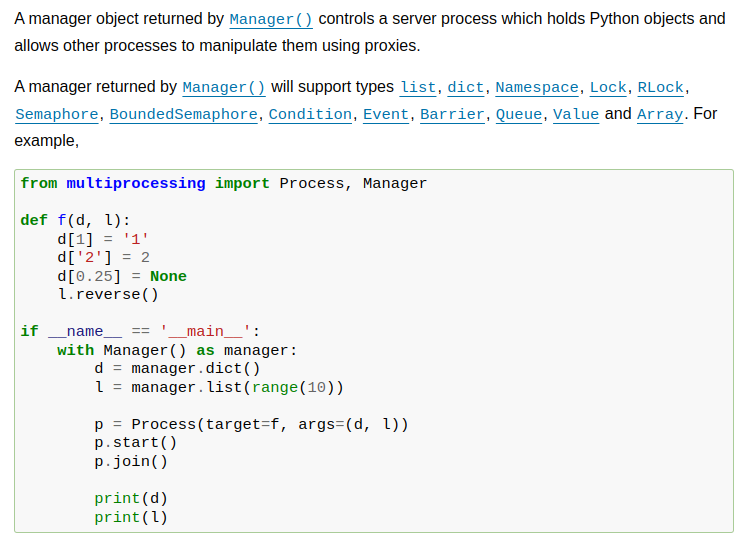 A manager object returned by Manager() controls a server process which holds Python objects and
allows other processes to manipulate them using proxies.
A manager returned by Manager() will support types list, dict, Namespace, Lock, RLock,
Semaphore, BoundedSemaphore, Condition, Event, Barrier, Queue, Value and Array. For
example,
from multiprocessing import Process, Manager
def f(d, l):
    d[1] = '1'
    d['2'] = 2
    d[0.25] = None
    l.reverse()
if __name__ == '__main__':
    with Manager() as manager:
        d = manager.dict()
        l = manager.list(range(10))
        p = Process(target=f, args=(d, l))
        p.start()
        p.join()
        print(d)
        print(l)